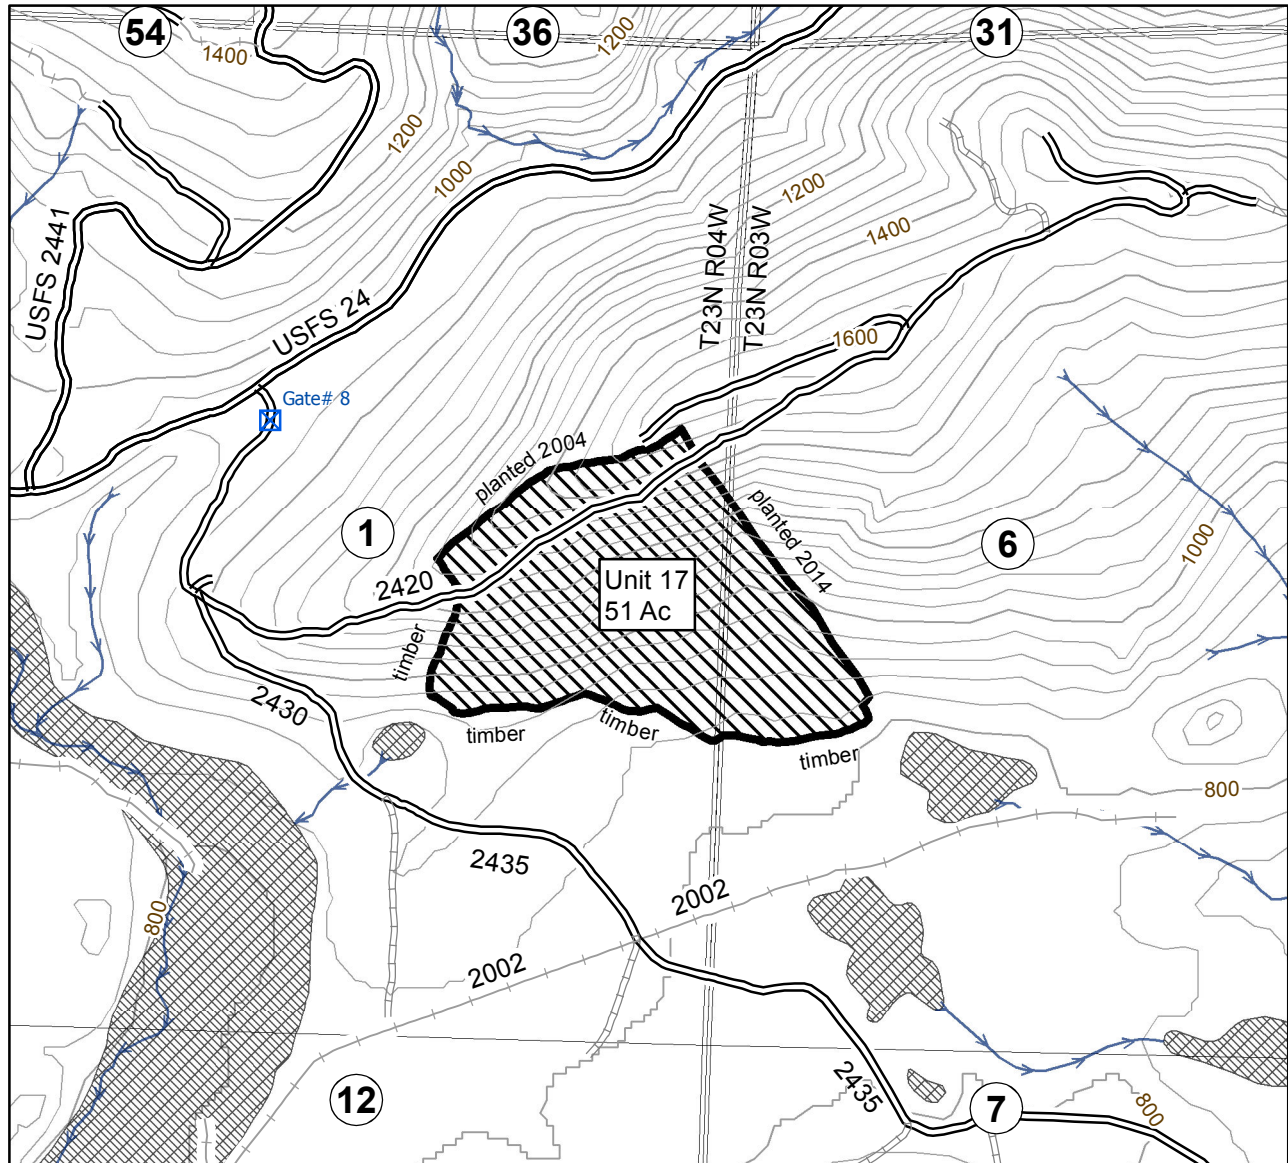 54
36
31
1400
1200
1200
1000
1200
1400
USFS 2441
T23N R04W
T23N R03W
USFS 24
1600
Gate# 8
planted 2004
planted 2014
1
6
1000
2420
Unit 17
51 Ac
timber
2430
timber
timber
timber
800
2435
2002
800
2002
2435
12
7
800